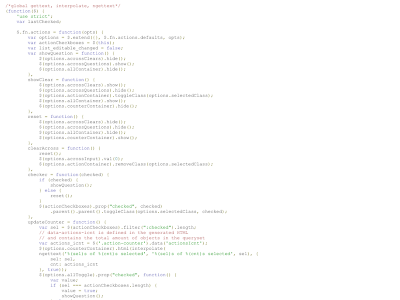 /*global gettext, interpolate, ngettext*/
(function($) {
'use strict';
var lastChecked;
$.fn.actions = function(opts) {
var options = $.extend({}, $.fn.actions.defaults, opts);
var actionCheckboxes = $(this);
var list_editable_changed = false;
var showQuestion = function() {
$(options.acrossClears).hide();
$(options.acrossQuestions).show();
$(options.allContainer).hide();
},
showClear = function() {
$(options.acrossClears).show();
$(options.acrossQuestions).hide();
$(options.actionContainer).toggleClass(options.selectedClass);
$(options.allContainer).show();
$(options.counterContainer).hide();
},
reset = function() {
$(options.acrossClears).hide();
$(options.acrossQuestions).hide();
$(options.allContainer).hide();
$(options.counterContainer).show();
},
clearAcross = function() {
reset();
$(options.acrossInput).val(0);
$(options.actionContainer).removeClass(options.selectedClass);
},
checker = function(checked) {
if (checked) {
showQuestion();
} else {
reset();
}
$(actionCheckboxes).prop("checked", checked)
.parent().parent().toggleClass(options.selectedClass, checked);
},
updateCounter = function() {
var sel = $(actionCheckboxes).filter(":checked").length;
// data-actions-icnt is defined in the generated HTML
// and contains the total amount of objects in the queryset
var actions_icnt = $('.action-counter').data('actionsIcnt');
$(options.counterContainer).html(interpolate(
ngettext('%(sel)s of %(cnt)s selected', '%(sel)s of %(cnt)s selected', sel), {
sel: sel,
cnt: actions_icnt
}, true));
$(options.allToggle).prop("checked", function() {
var value;
if (sel === actionCheckboxes.length) {
value = true;
showQuestion();